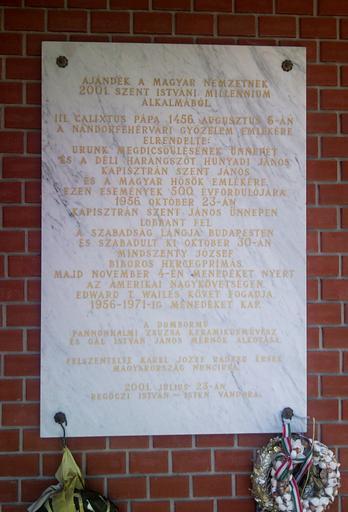 AJÁNDÉK A MAGYAR NEMZETNEK
2001. SZENT ISTVÁNI MILLENNIUM
ALKALMÁBÓL
III. CALIXTUS PÁPA 1456. AUGUSZTUS 6-ÁN
A NÁNDORFEHÉRVÁRI GYŐZELEM EMLÉKÉRE
ELRENDELTE:
URUNK MEGDICSŐÜLÉSÉNEK ÜNNEPÉT
ÉS A DÉLI HARANGSZÓT HUNYADI JÁNOS
KAPISZTRÁN SZENT JÁNOS
ÉS A MAGYAR HŐSÖK EMLÉKÉRE.
EZEN ESEMÉNYEK 500. ÉVFORDULÓJÁRA
1956. OKTÓBER 23-ÁN
KAPISZTRÁN SZENT JÁNOS ÜNNEPÉN
LOBBANT FEL
A SZABADSÁG LÁNGJA BUDAPESTEN
ÉS SZABADULT KI OKTÓBER 30-ÁN
MINDSZENTY JÓZSEF
BÍBOROS HERCEGPRÍMÁS.
MAJD NOVEMBER 4-ÉN MENEDÉKET NYERT
AZ AMERIKAI NAGYKÖVETSÉGEN.
EDWARD T. WAILES KÖVET FOGADJA
1956-1971-IG MENEDÉKET KAP.
A DOMBORMŰ
PANNONHALMI ZSUZSA KERAMIKUSMŰVÉSZ
ÉS GÁL ISTVÁN JÁNOS MÉRNÖK ALKOTÁSA.
FELSZENTELTE KARL JOZEF RAUBER ÉRSEK
MAGYARORSZÁG NUNCIUSA.
2001. JÚLIUS 23-ÁN
REGŐCZI ISTVÁN - ISTEN VÁNDORA.